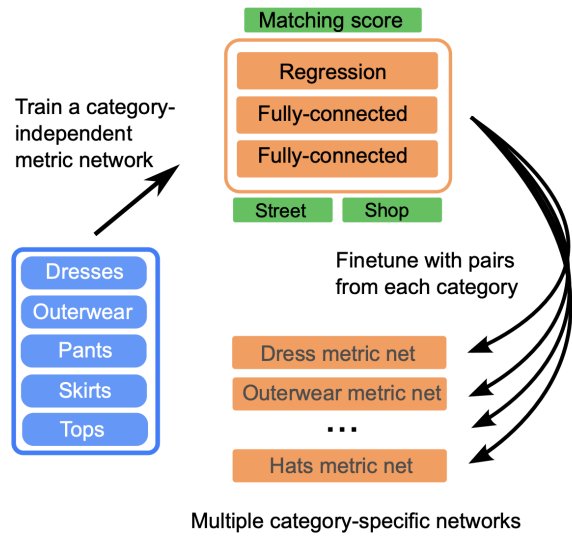 Matching score
Regression
Fully-connected
Fully-connected
Street
Shop
Train a category-
independent
metric network
Dresses
Outerwear
Pants
Skirts
Tops
Finetune with pairs
from each category
Dress metric net
Outerwear metric net
...
Hats metric net
Multiple category-specific networks